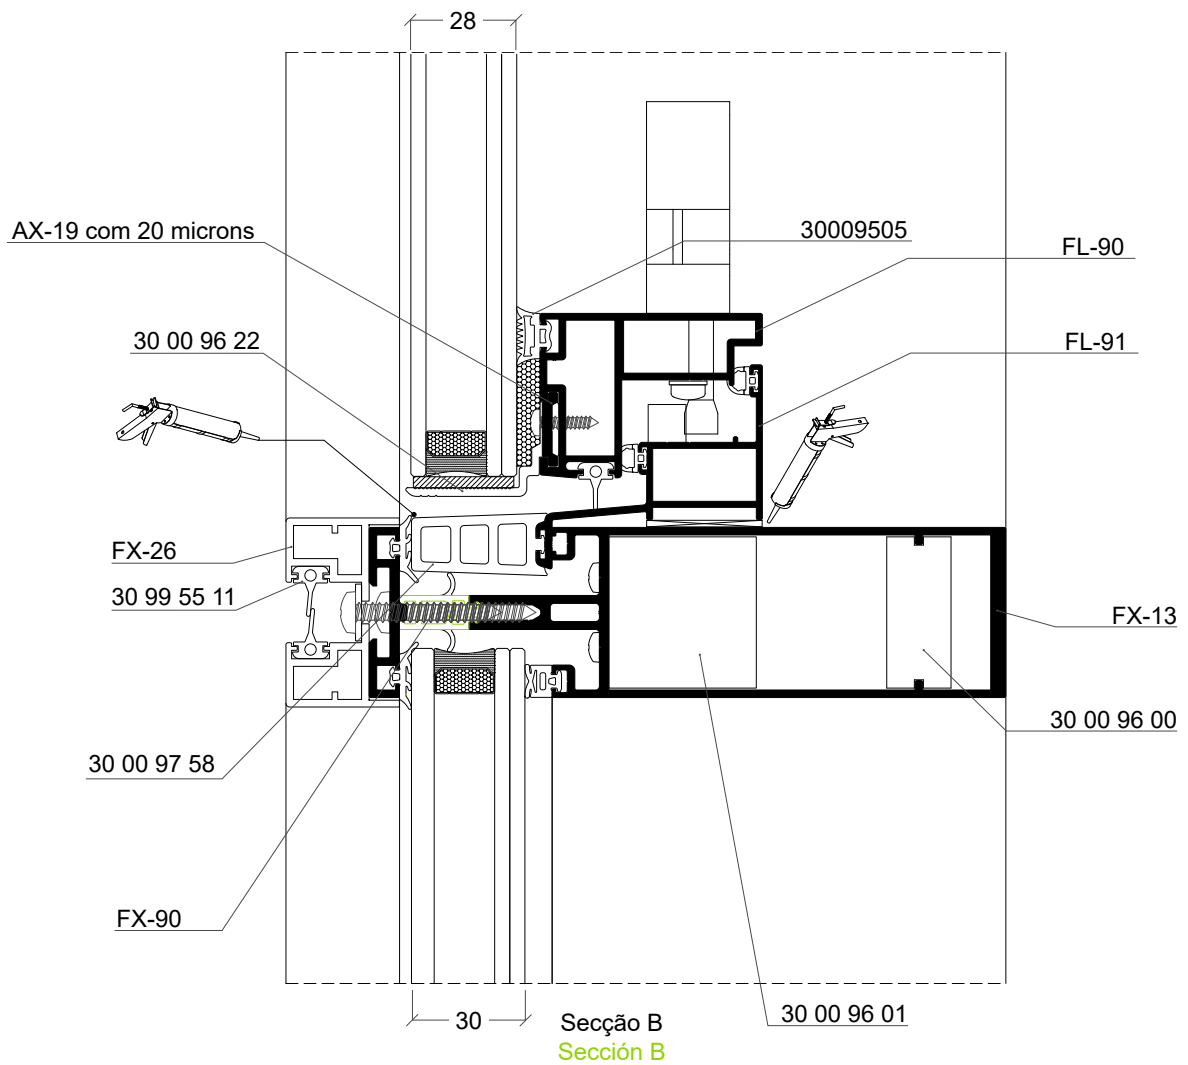 28
AX-19 com 20 microns
30009505
FL-90
30 00 96 22
FL-91
FX-26
30 99 55 11
FX-13
30 00 96 00
30 00 97 58
FX-90
30 00 96 01
30
Secção B
Sección B